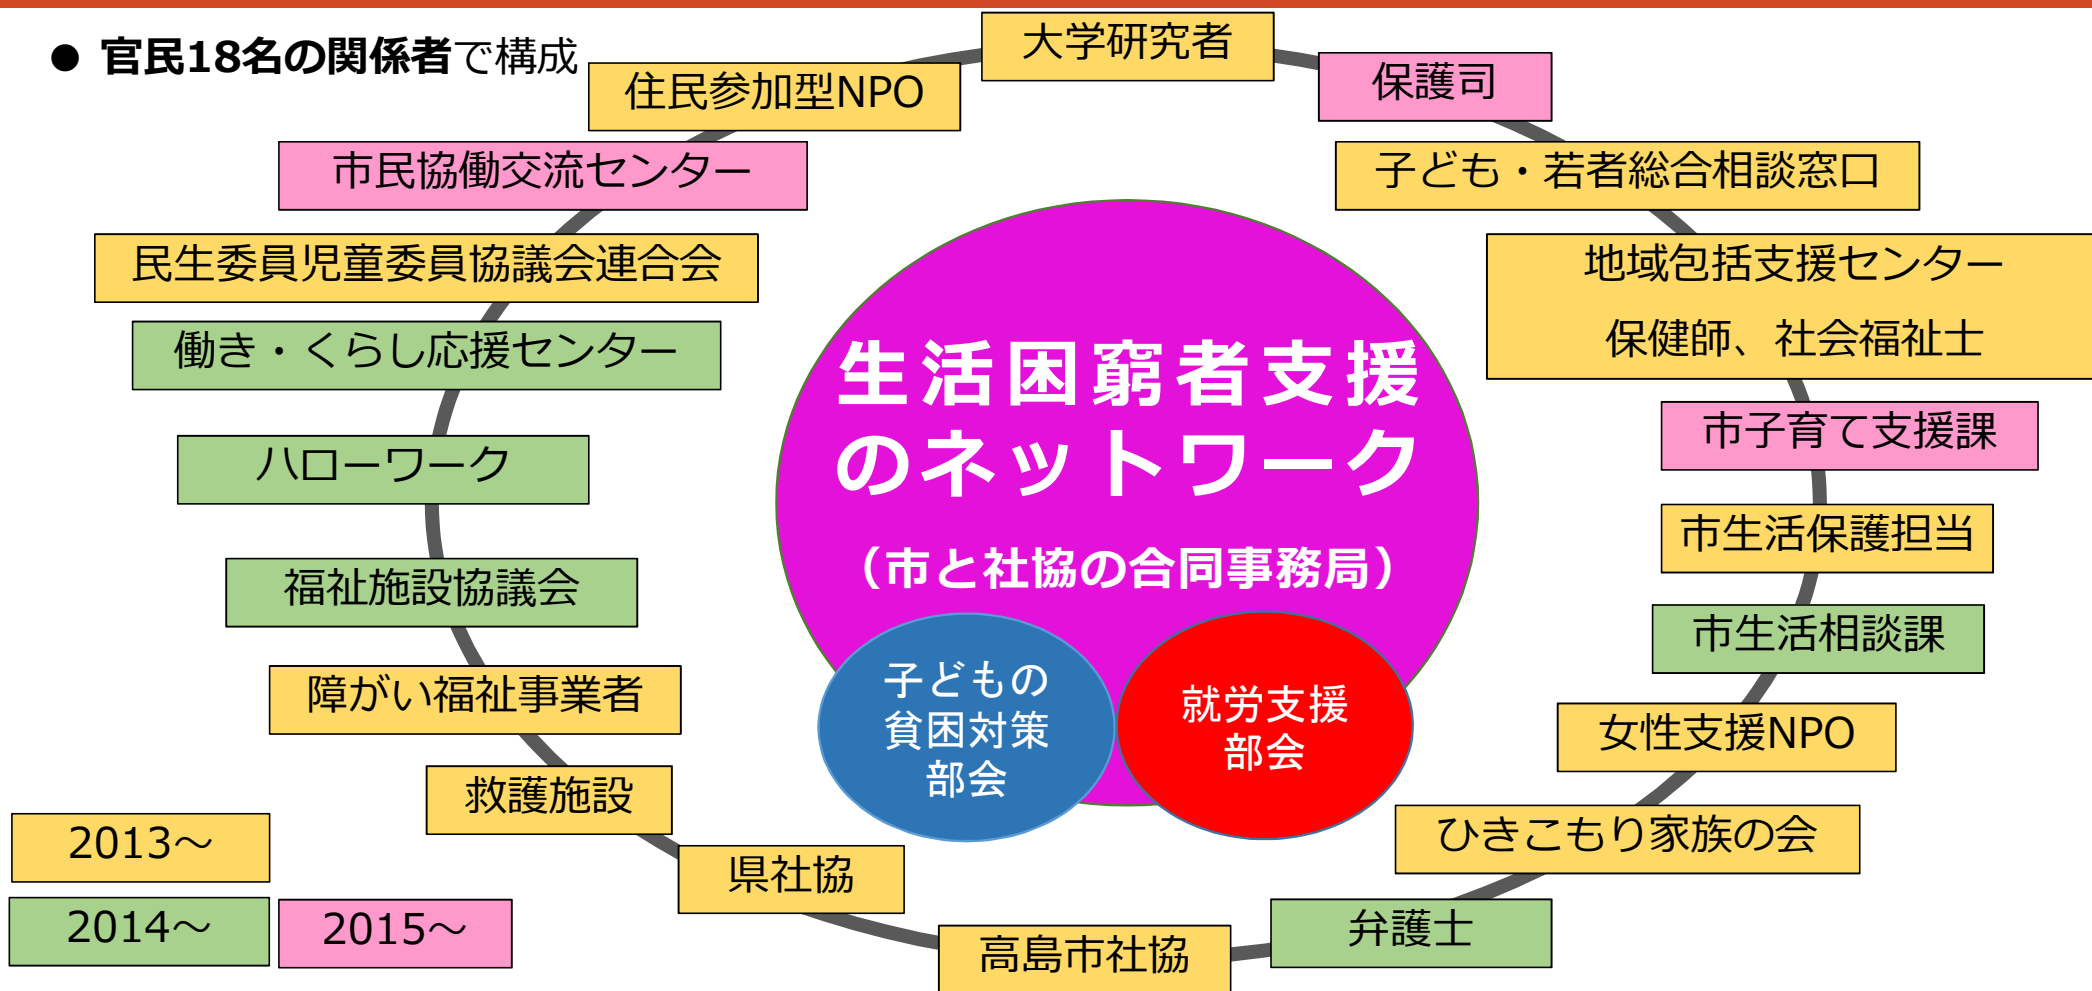 ● 官民18名の関係者で構成
大学研究者
住民参加型NPO
保護司
市民協働交流センター
子ども・若者総合相談窓口
民生委員児童委員協議会連合会
地域包括支援センター
保健師、社会福祉士
働き・くらし応援センター
市子育て支援課
ハローワーク
市生活保護担当
福祉施設協議会
市生活相談課
障がい福祉事業者
女性支援NPO
救護施設
ひきこもり家族の会
県社協
弁護士
高島市社協
生活困窮者支援
のネットワーク
（市と社協の合同事務局）
子どもの
貧困対策
部会
就労支援
部会
2013～
2014～
2015～